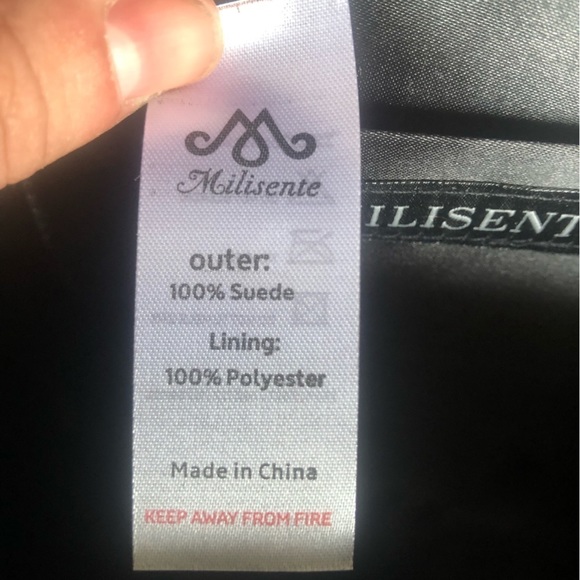 Milisente
ILISENT
outer:
100% Suede
Lining:
100% Polyester
Made in China
KEEP AWAY FROM FIRE